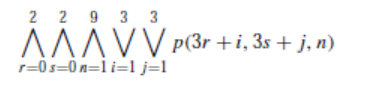 2 2 9 3 3
⋀ ⋀ ⋀ ⋁ ⋁ p(3r + i, 3s + j, n)
r=0 s=0 n=1 i=1 j=1